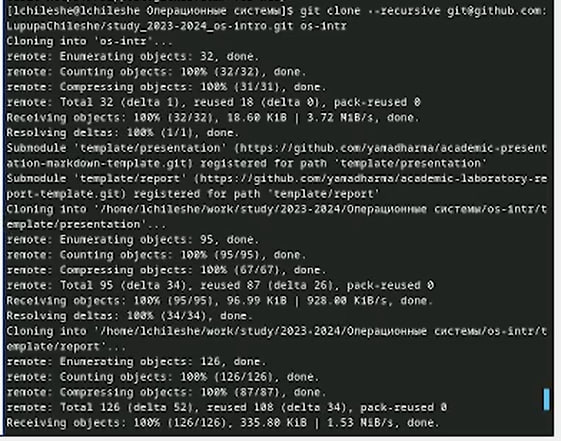 [lchileshe@lchileshe Операционные системы]$ git clone --recursive git@github.com:
LupupaChileshe/study_2023-2024_os-intro.git os-intr
Cloning into 'os-intr'...
remote: Enumerating objects: 32, done.
remote: Counting objects: 100% (32/32), done.
remote: Compressing objects: 100% (31/31), done.
remote: Total 32 (delta 1), reused 18 (delta 0), pack-reused 0
Receiving objects: 100% (32/32), 18.60 KiB | 3.72 MiB/s, done.
Resolving deltas: 100% (1/1), done.
Submodule 'template/presentation' (https://github.com/yamadharma/academic-present
ation-markdown-template.git) registered for path 'template/presentation'
Submodule 'template/report' (https://github.com/yamadharma/academic-laboratory-re
port-template.git) registered for path 'template/report'
Cloning into '/home/lchileshe/work/study/2023-2024/Операционные системы/os-intr/t
emplate/presentation'...
remote: Enumerating objects: 95, done.
remote: Counting objects: 100% (95/95), done.
remote: Compressing objects: 100% (67/67), done.
remote: Total 95 (delta 34), reused 87 (delta 26), pack-reused 0
Receiving objects: 100% (95/95), 96.99 KiB | 928.00 KiB/s, done.
Resolving deltas: 100% (34/34), done.
Cloning into '/home/lchileshe/work/study/2023-2024/Операционные системы/os-intr/t
emplate/report'...
remote: Enumerating objects: 126, done.
remote: Counting objects: 100% (126/126), done.
remote: Compressing objects: 100% (87/87), done.
remote: Total 126 (delta 52), reused 108 (delta 34), pack-reused 0
Receiving objects: 100% (126/126), 335.80 KiB | 1.53 MiB/s, done.